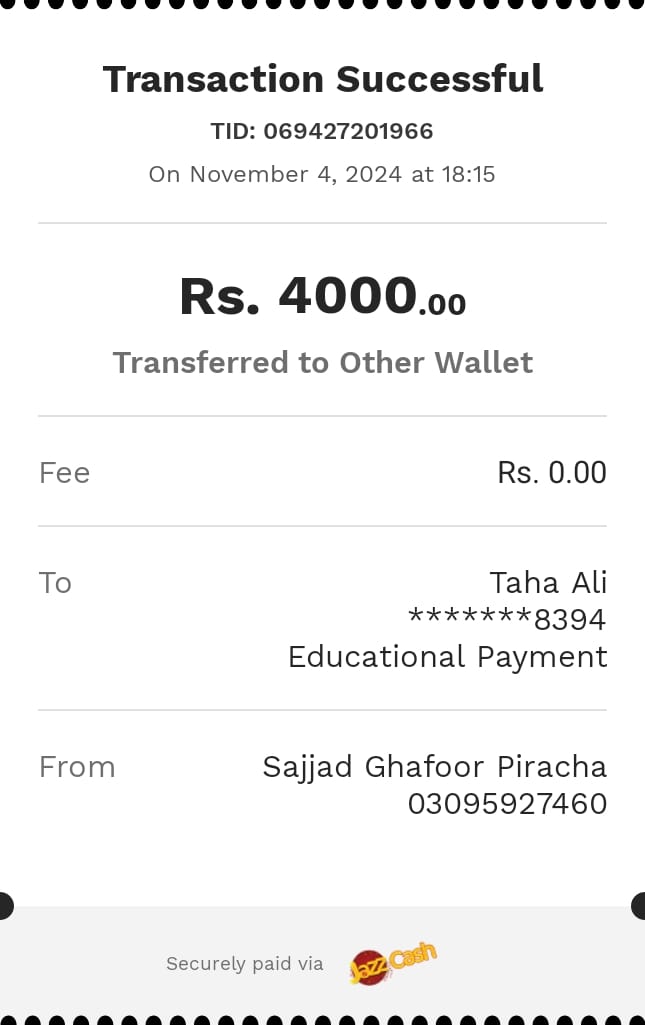 Transaction Successful
TID: 069427201966
On November 4, 2024 at 18:15
Rs. 4000.00
Transferred to Other Wallet
Fee Rs. 0.00
To Taha Ali
*******8394
Educational Payment
From Sajjad Ghafoor Piracha
03095927460
Securely paid via JazzCash